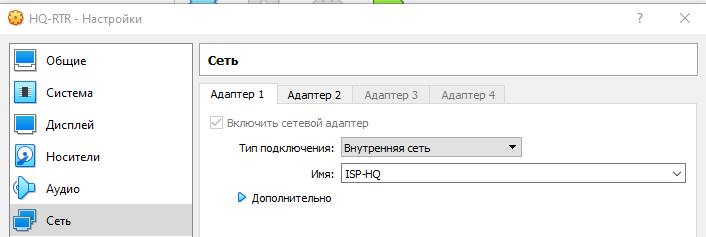 HQ-RTR - Настройки
? ×
Общие
Система
Дисплей
Носители
Аудио
Сеть
Сеть
Адаптер 1 Адаптер 2 Адаптер 3 Адаптер 4
Включить сетевой адаптер
Тип подключения: Внутренняя сеть
Имя: ISP-HQ
Дополнительно